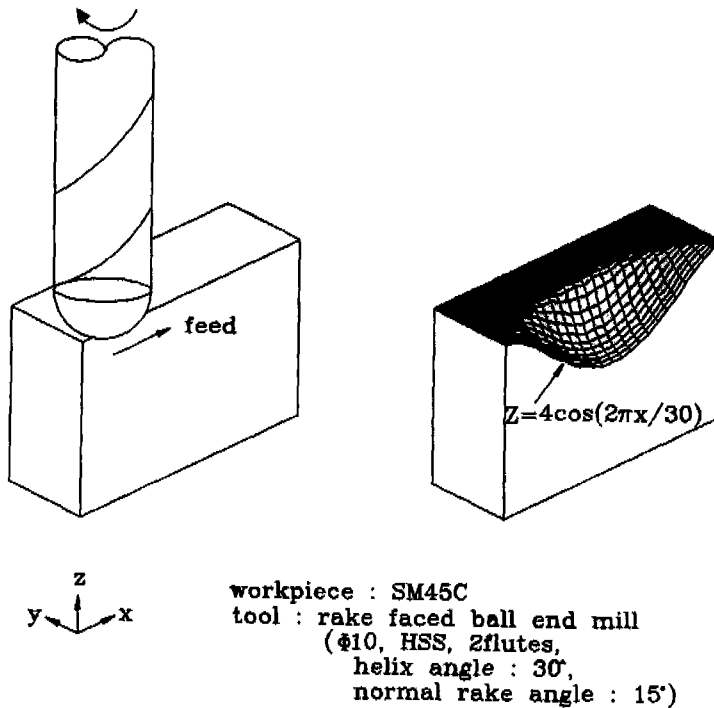 feed
Z=4cos(2πx/30)
z
y
x
workpiece : SM45C
tool : rake faced ball end mill
(Φ10, HSS, 2flutes,
helix angle : 30°,
normal rake angle : 15°)